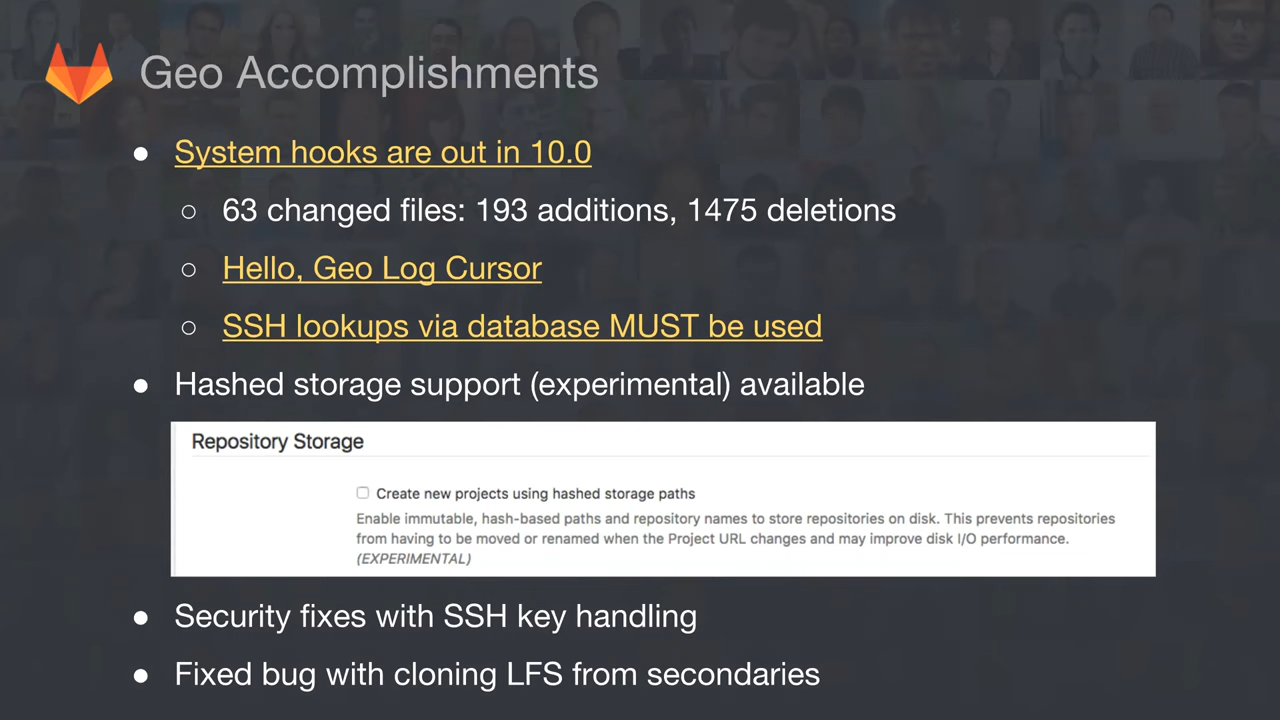 Geo Accomplishments
● System hooks are out in 10.0
○ 63 changed files: 193 additions, 1475 deletions
○ Hello, Geo Log Cursor
○ SSH lookups via database MUST be used
● Hashed storage support (experimental) available
Repository Storage
Create new projects using hashed storage paths
Enable immutable, hash-based paths and repository names to store repositories on disk. This prevents repositories
from having to be moved or renamed when the Project URL changes and may improve disk I/O performance.
(EXPERIMENTAL)
● Security fixes with SSH key handling
● Fixed bug with cloning LFS from secondaries